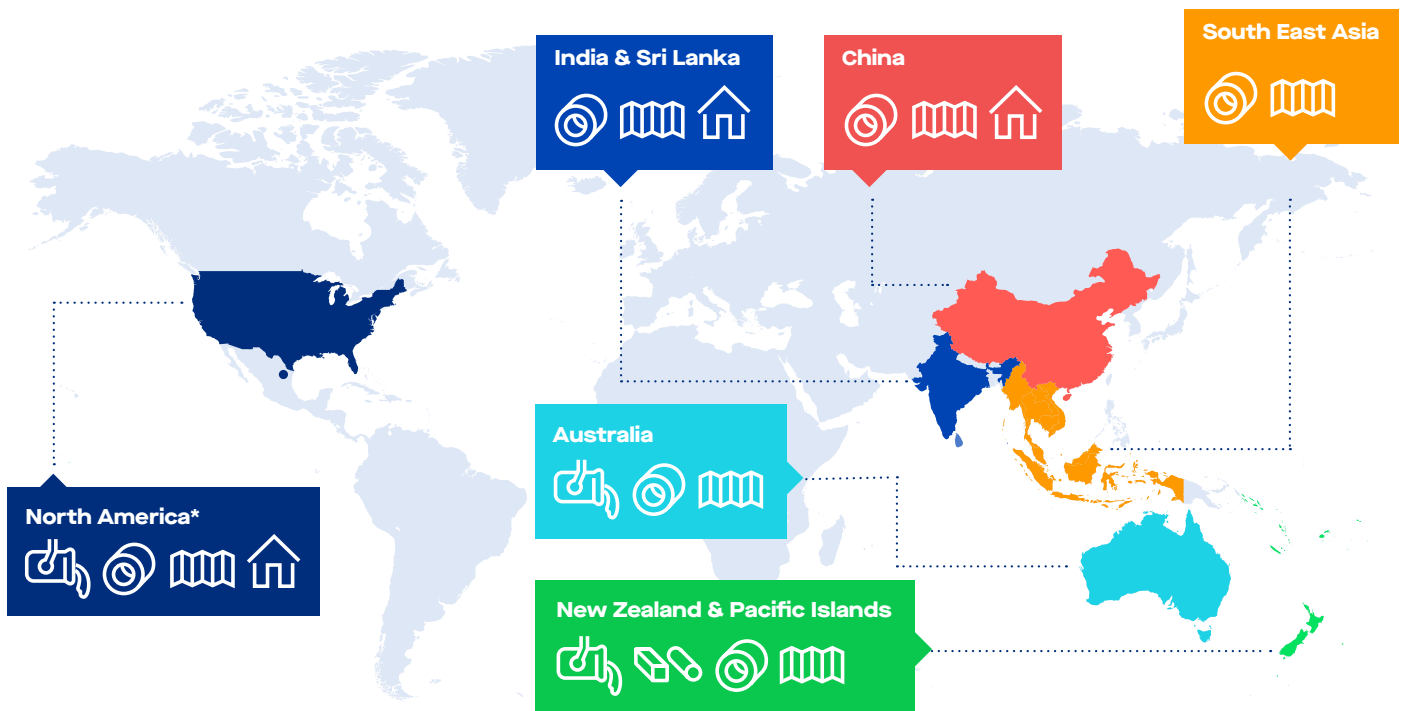 South East Asia
India & Sri Lanka
China
Australia
North America*
New Zealand & Pacific Islands